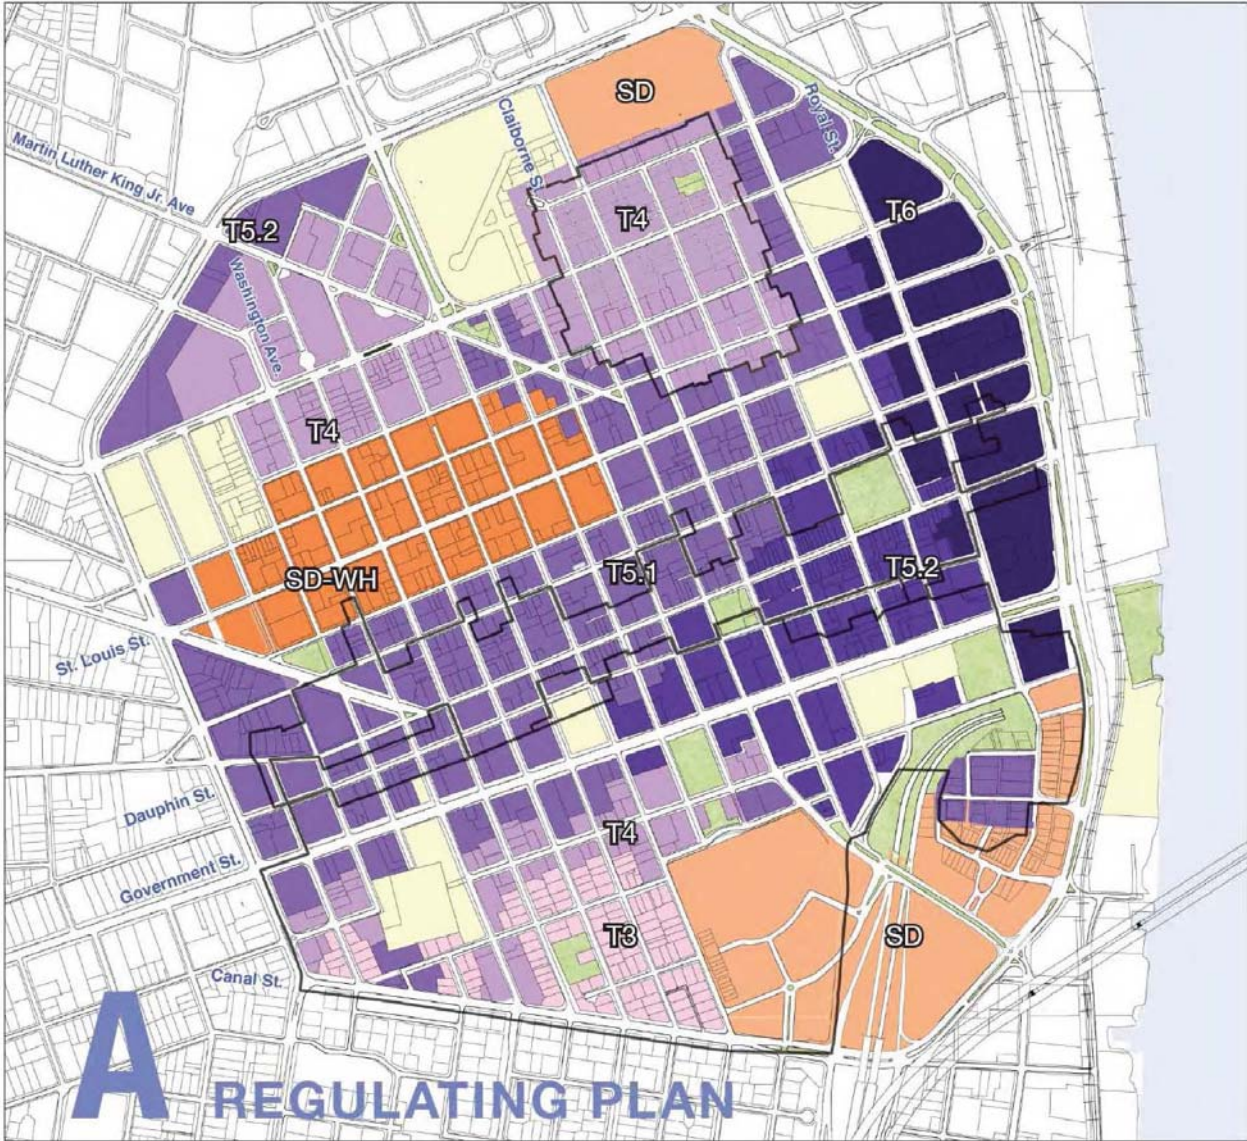 SD
Claiborne St.
Royal St.
Martin Luther King Jr. Ave
T5.2
T4
T6
Washington Ave.
T4
SD-WH
T5.1
T5.2
St. Louis St.
Dauphin St.
T4
Government St.
T3
SD
Canal St.
A REGULATING PLAN